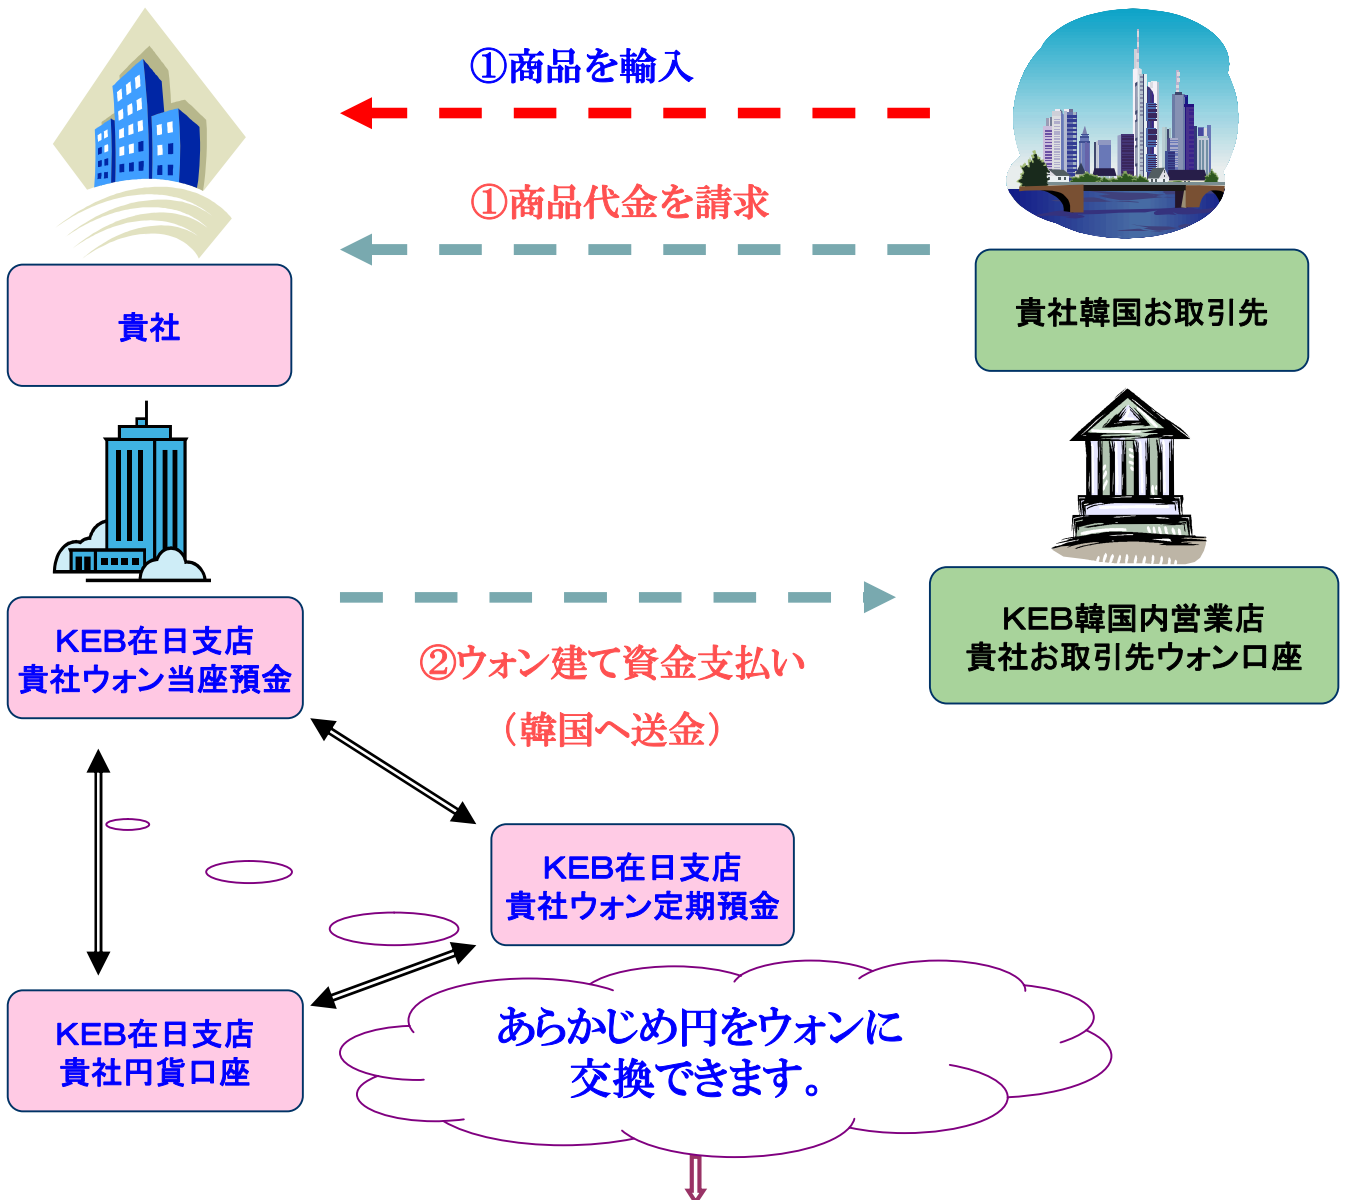 ①商品を輸入
①商品代金を請求
貴社
貴社韓国お取引先
KEB在日支店
貴社ウォン当座預金
KEB韓国内営業店
貴社お取引先ウォン口座
②ウォン建て資金支払い
（韓国へ送金）
KEB在日支店
貴社ウォン定期預金
KEB在日支店
貴社円貨口座
あらかじめ円をウォンに
交換できます。